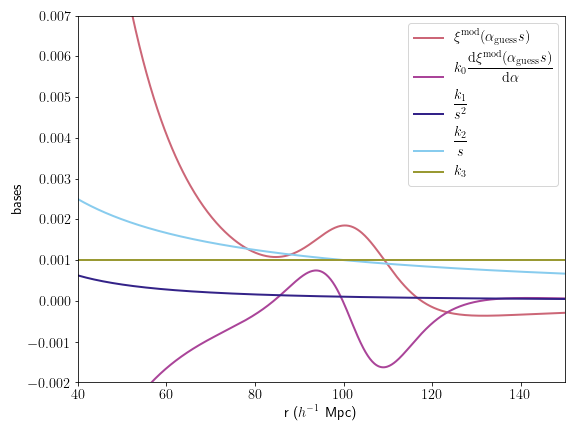 0.007
0.006
0.005
0.004
0.003
0.002
0.001
0.000
−0.001
−0.002
bases
40 60 80 100 120 140
r (h⁻¹ Mpc)
ξ^mod(α_guess s)
k₀ dξ^mod(α_guess s)/dα
k₁/s²
k₂/s
k₃